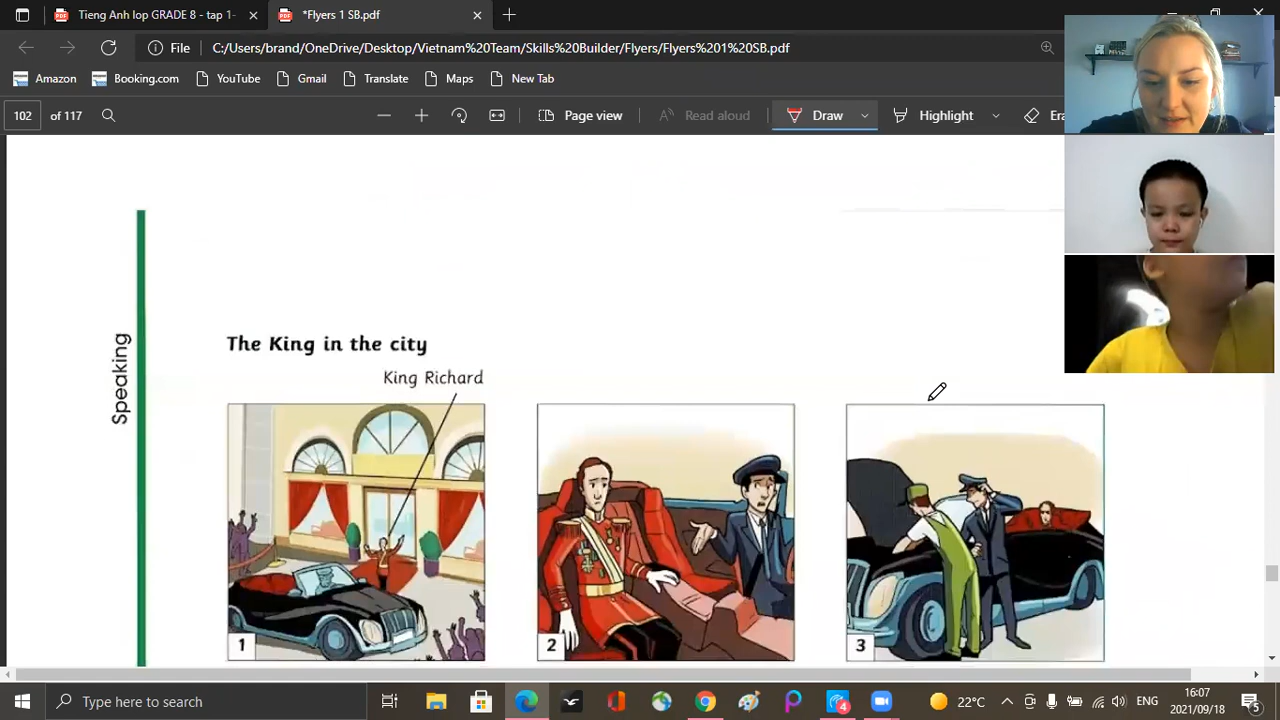 Tieng Anh lop GRADE 8 - tap 1-
*Flyers 1 SB.pdf
File
C:/Users/brand/OneDrive/Desktop/Vietnam%20Team/Skills%20Builder/Flyers/Flyers%201%20SB.pdf
Amazon
Booking.com
YouTube
Gmail
Translate
Maps
New Tab
102 of 117
Page view
Read aloud
Draw
Highlight
Era
Speaking
The King in the city
King Richard
1
2
3
Type here to search
4
22°C
ENG
16:07
2021/09/18
5